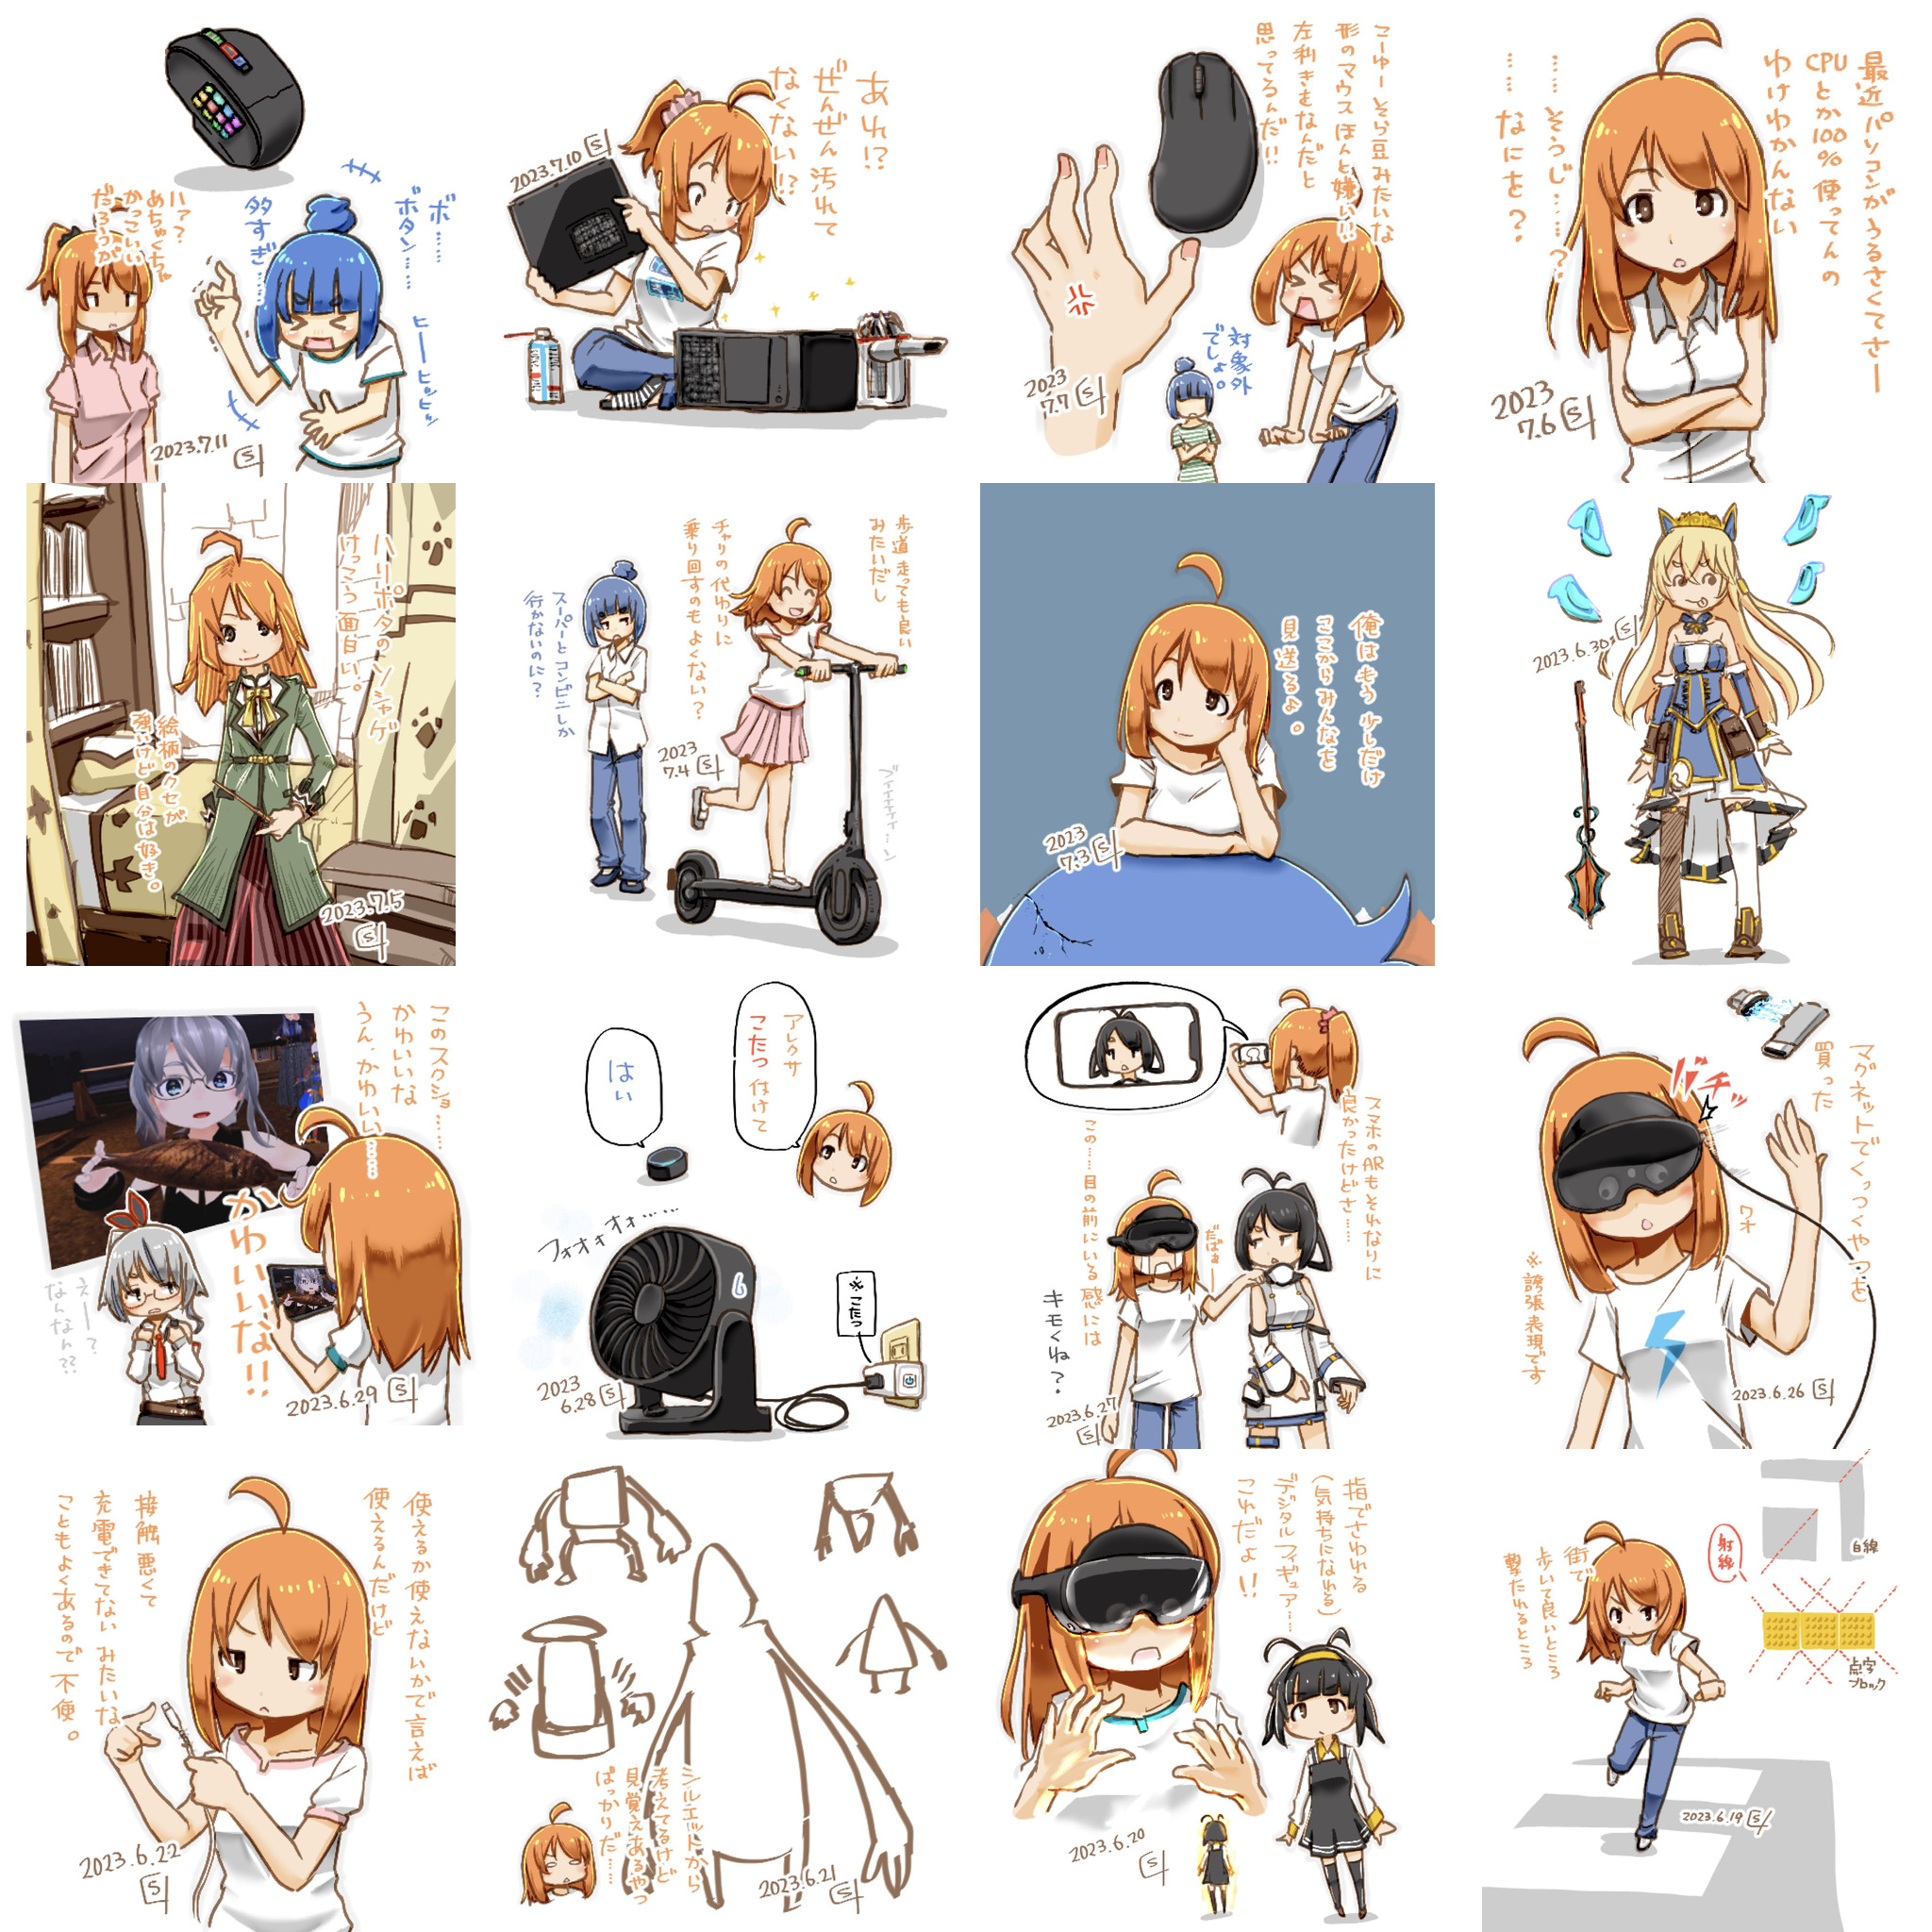 ボ……
ボタン……
多すぎ……
ヒーーヒッヒッ
ハァ？？
めちゃくちゃ
かっこいい
だろうが
2023.7.11
あれ!?
ぜんぜん汚れて
なくない!?
2023.7.10
こーゆーそら豆みたいな
形のマウスほんと嫌い!!
左利きもなんだと
思ってるんだ!!
対象外
でしょ。
2023
7.7
最近パソコンがうるさくてさー
CPUとか100%使ってんの
わけわかんない
……そうじ……？
……なにを？
2023
7.6
ハリーポタのソシャゲ
けっこう面白い。
絵柄のクセが
強いけど自分は好き。
2023.7.5
歩道走っても良い
みたいだし
チャリの代わりに
乗り回すのもよくない？
スーパーとコンビニしか
行かないのに？
2023
7.4
俺はもう少しだけ
ここからみんなを
見送るよ。
2023
7.3
2023.6.30
このスクショ……
かわいいな
うん、かわいい……
かわいいな!!
えーー？
なんなん??
2023.6.29
アレクサ
こたつ付けて
はい
フォオォォォ……
※こたつ
2023
6.28
スマホのARもそれなりに
良かったけどさ……
この……目の前にいる感には
だばぁーー
キモくね？
2023.6.27
マグネットでくっつくやつを
買った
バチッ
ワオ
※誇張表現です
2023.6.26
使えるか使えないかで言えば
使えるんだけど
接触悪くて
充電できてないみたいな
こともよくあるので不便。
2023.6.22
シルエットから
考えてるけど
見覚えあるやつ
ばっかりだ……
2023.6.21
指でさわれる
(気持ちになれる)
デジタルフィギュア…
これだよ!!
2023.6.20
街で
歩いて良いところ
撃たれるところ
射線
白線
点字
ブロック
2023.6.19